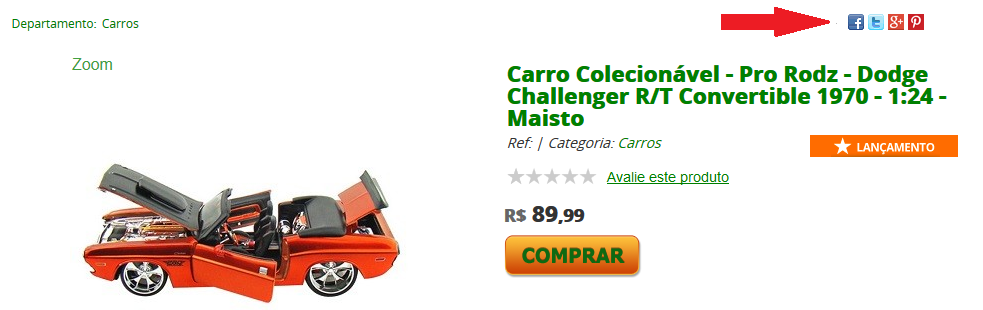 Departamento: Carros
Zoom
Carro Colecionável - Pro Rodz - Dodge
Challenger R/T Convertible 1970 - 1:24 -
Maisto
Ref: | Categoria: Carros
LANÇAMENTO
Avalie este produto
R$ 89,99
COMPRAR